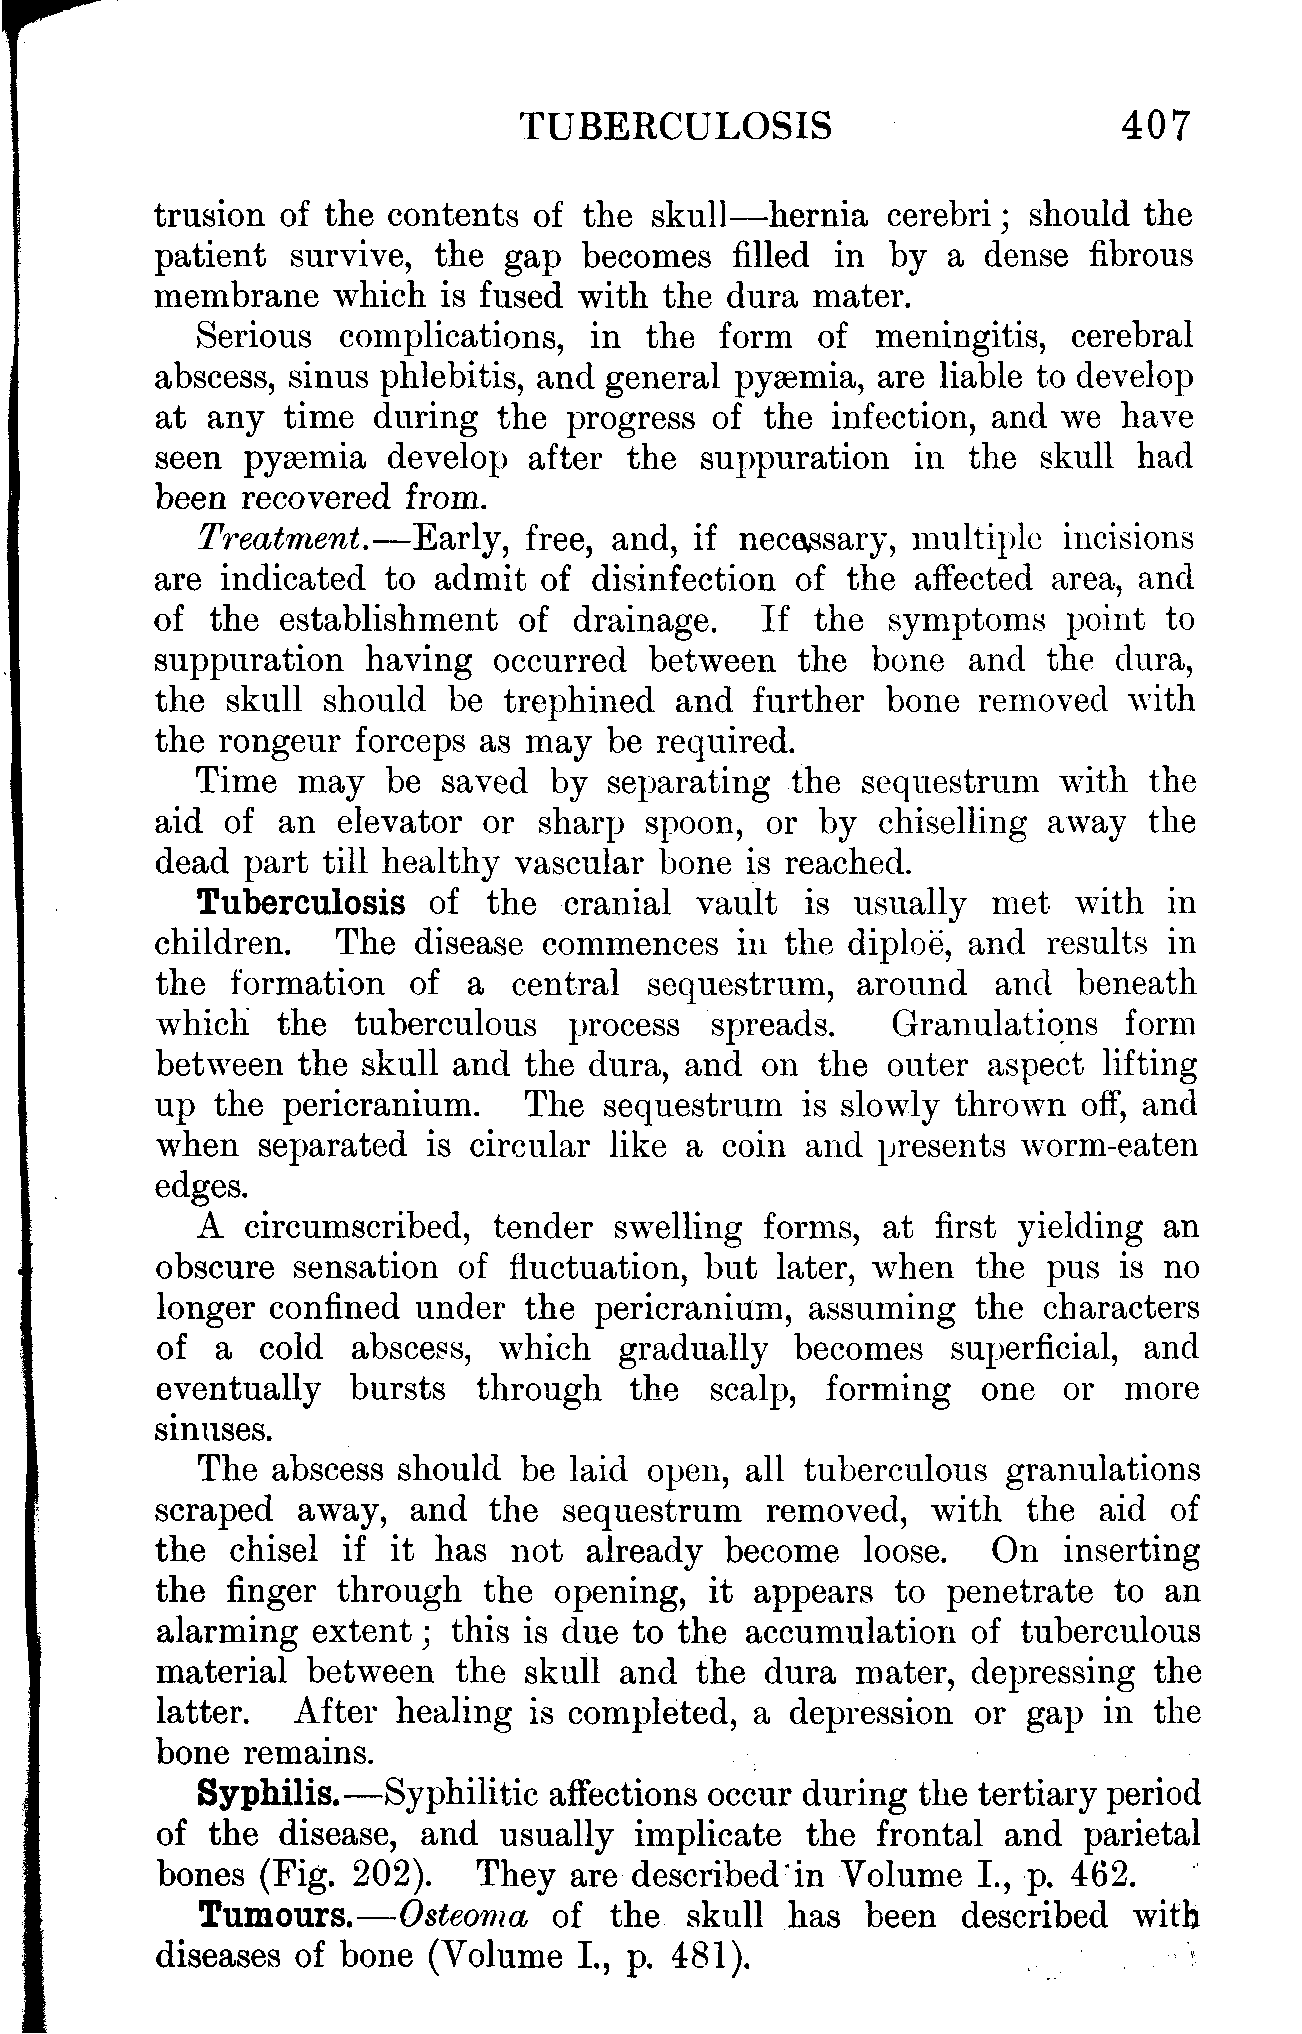 TUBERCULOSIS 407
trusion of the contents of the skull—hernia cerebri; should the
patient survive, the gap becomes filled in by a dense fibrous
membrane which is fused with the dura mater.
Serious complications, in the form of meningitis, cerebral
abscess, sinus phlebitis, and general pyæmia, are liable to develop
at any time during the progress of the infection, and we have
seen pyæmia develop after the suppuration in the skull had
been recovered from.
Treatment.—Early, free, and, if necessary, multiple incisions
are indicated to admit of disinfection of the affected area, and
of the establishment of drainage. If the symptoms point to
suppuration having occurred between the bone and the dura,
the skull should be trephined and further bone removed with
the rongeur forceps as may be required.
Time may be saved by separating the sequestrum with the
aid of an elevator or sharp spoon, or by chiselling away the
dead part till healthy vascular bone is reached.
Tuberculosis of the cranial vault is usually met with in
children. The disease commences in the diploë, and results in
the formation of a central sequestrum, around and beneath
which the tuberculous process spreads. Granulations form
between the skull and the dura, and on the outer aspect lifting
up the pericranium. The sequestrum is slowly thrown off, and
when separated is circular like a coin and presents worm-eaten
edges.
A circumscribed, tender swelling forms, at first yielding an
obscure sensation of fluctuation, but later, when the pus is no
longer confined under the pericranium, assuming the characters
of a cold abscess, which gradually becomes superficial, and
eventually bursts through the scalp, forming one or more
sinuses.
The abscess should be laid open, all tuberculous granulations
scraped away, and the sequestrum removed, with the aid of
the chisel if it has not already become loose. On inserting
the finger through the opening, it appears to penetrate to an
alarming extent; this is due to the accumulation of tuberculous
material between the skull and the dura mater, depressing the
latter. After healing is completed, a depression or gap in the
bone remains.
Syphilis.—Syphilitic affections occur during the tertiary period
of the disease, and usually implicate the frontal and parietal
bones (Fig. 202). They are described in Volume I., p. 462.
Tumours.—Osteoma of the skull has been described with
diseases of bone (Volume I., p. 481).